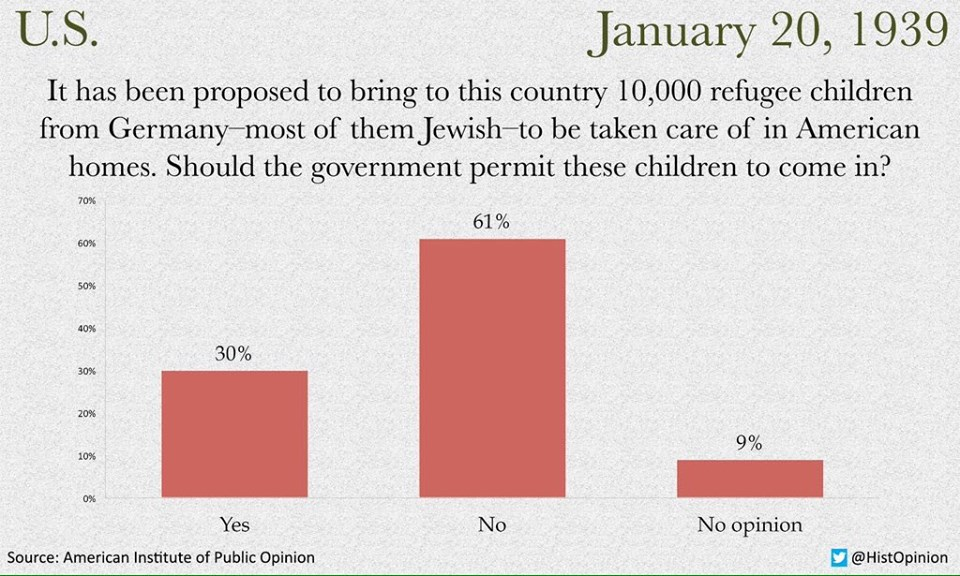 U.S.
January 20, 1939
It has been proposed to bring to this country 10,000 refugee children
from Germany–most of them Jewish–to be taken care of in American
homes. Should the government permit these children to come in?
70%
60%
50%
40%
30%
20%
10%
0%
30%
61%
9%
Yes
No
No opinion
Source: American Institute of Public Opinion
@HistOpinion